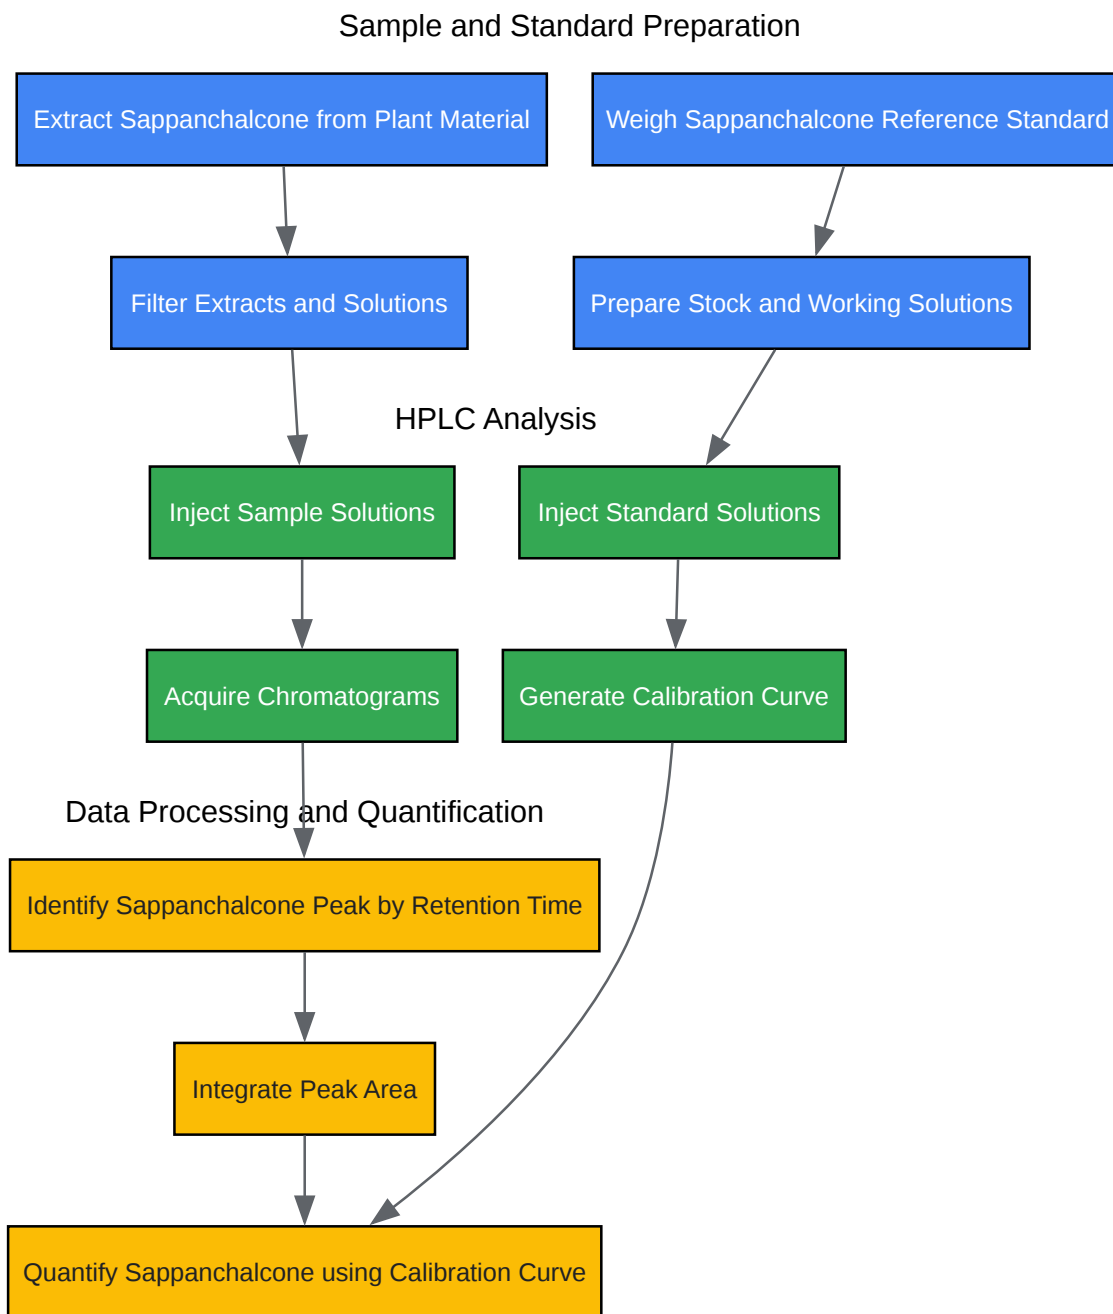 Sample and Standard Preparation
Extract Sappanchalcone from Plant Material
Weigh Sappanchalcone Reference Standard
Filter Extracts and Solutions
Prepare Stock and Working Solutions
HPLC Analysis
Inject Sample Solutions
Inject Standard Solutions
Acquire Chromatograms
Generate Calibration Curve
Data Processing and Quantification
Identify Sappanchalcone Peak by Retention Time
Integrate Peak Area
Quantify Sappanchalcone using Calibration Curve